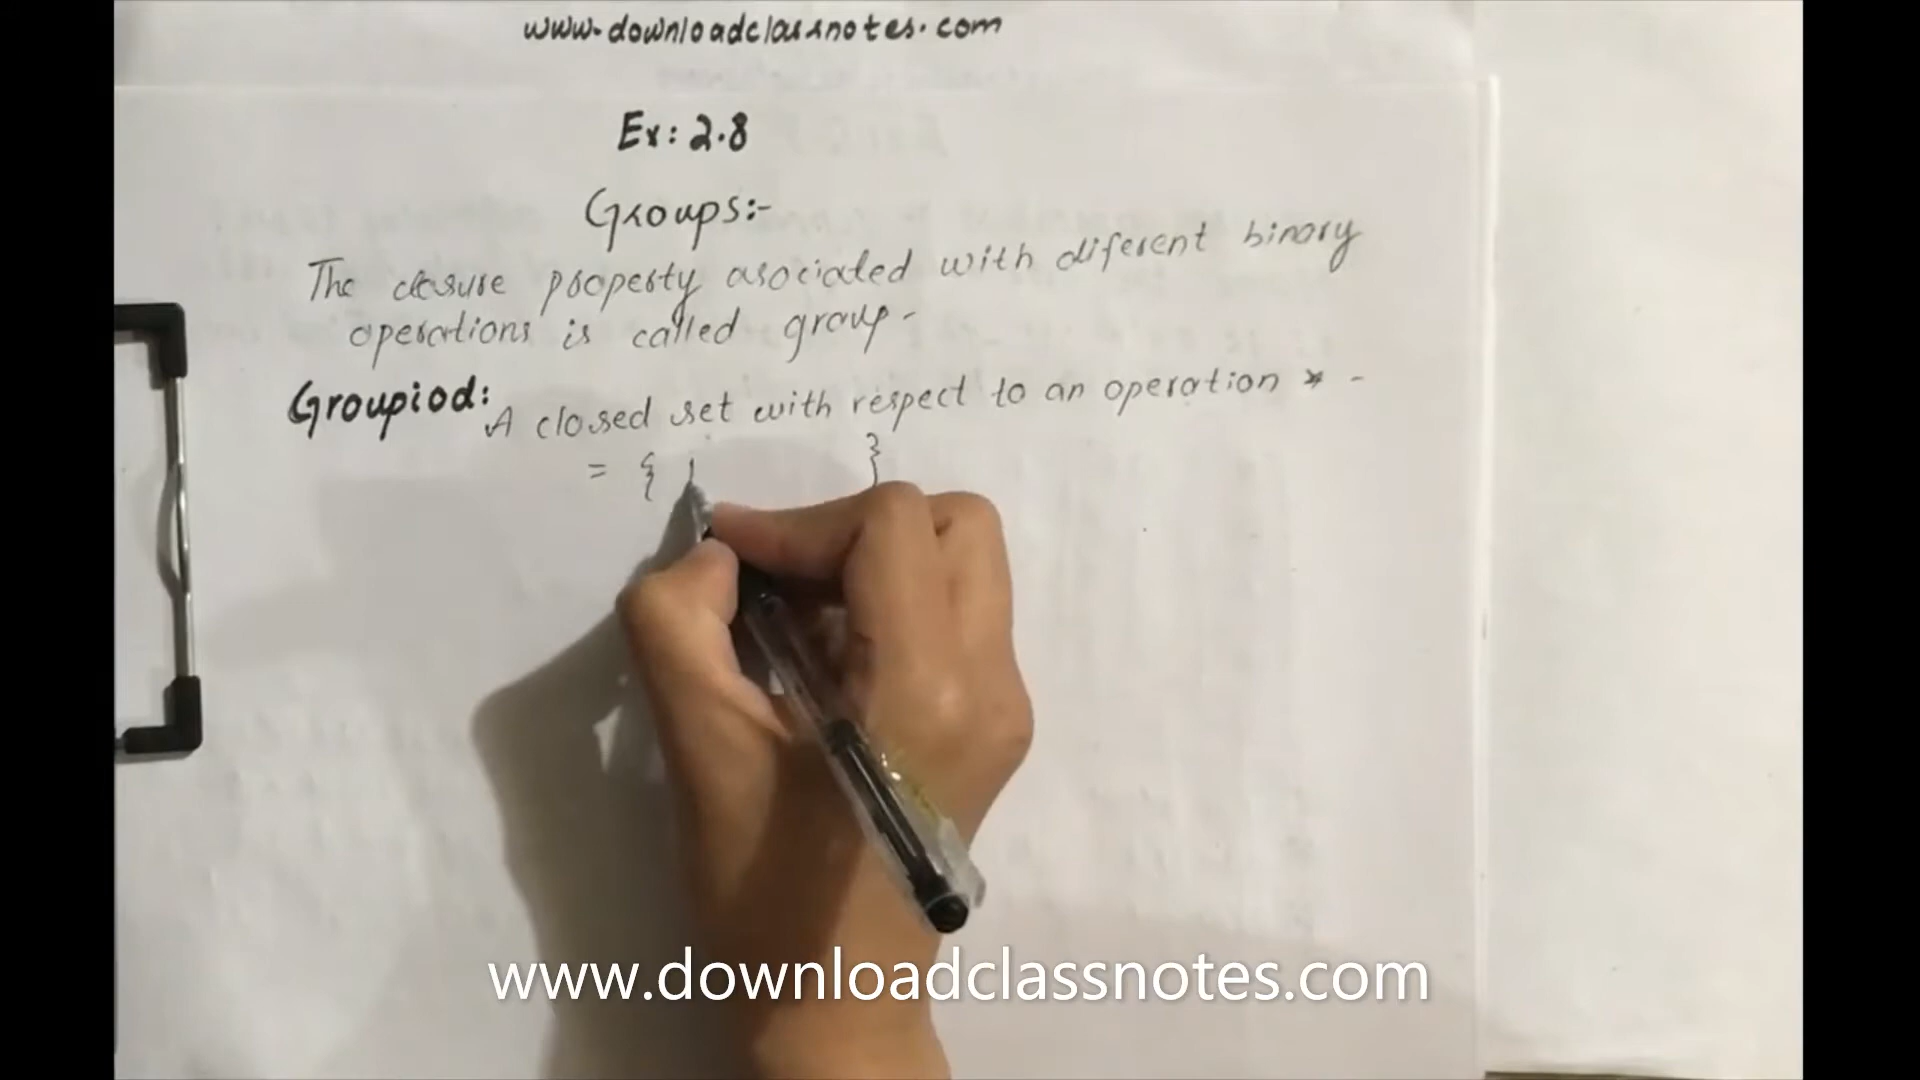 www.downloadclassnotes.com
Ex: 2.8
Groups:-
The closure property asociated with diferent binary
operations is called group-
Groupiod: A closed set with respect to an operation * -
= { 1 }
www.downloadclassnotes.com